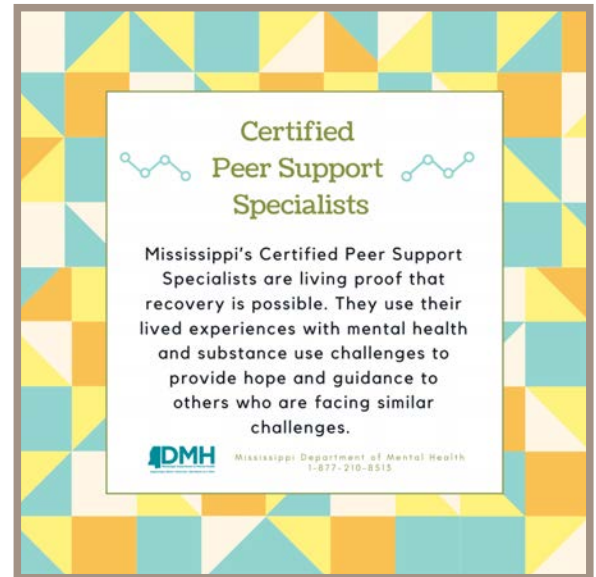 Certified
Peer Support
Specialists
Mississippi's Certified Peer Support
Specialists are living proof that
recovery is possible. They use their
lived experiences with mental health
and substance use challenges to
provide hope and guidance to
others who are facing similar
challenges.
DMH
Mississippi Department of Mental Health
1-877-210-8513